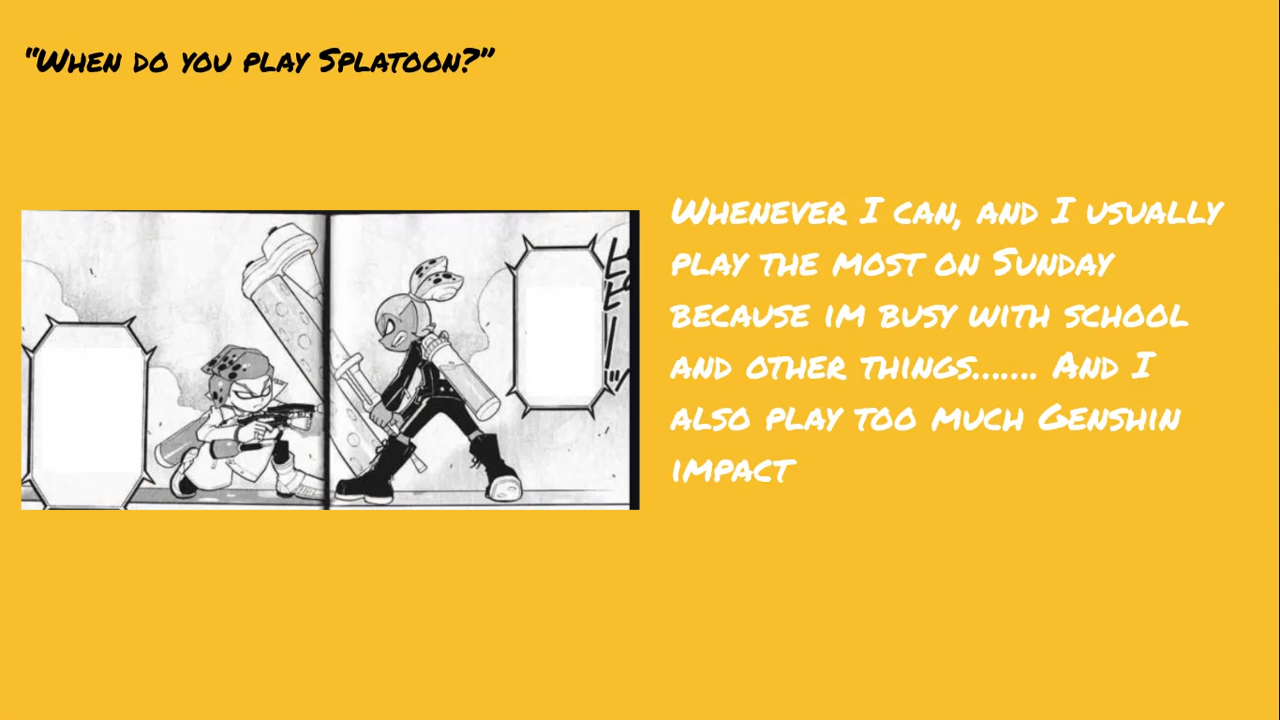 "When do you play Splatoon?"
Whenever I can, and I usually
play the most on Sunday
because im busy with school
and other things....... And I
also play too much Genshin
impact